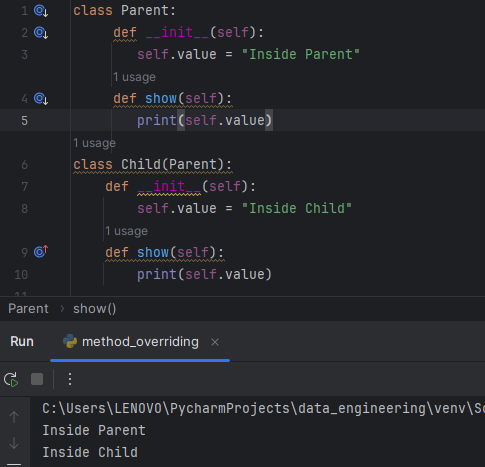 1 class Parent:
2 def __init__(self):
3 self.value = "Inside Parent"
1 usage
4 def show(self):
5 print(self.value)
1 usage
6 class Child(Parent):
7 def __init__(self):
8 self.value = "Inside Child"
1 usage
9 def show(self):
10 print(self.value)
11
Parent > show()
Run method_overriding ×
C:\Users\LENOVO\PycharmProjects\data_engineering\venv\Sc
Inside Parent
Inside Child